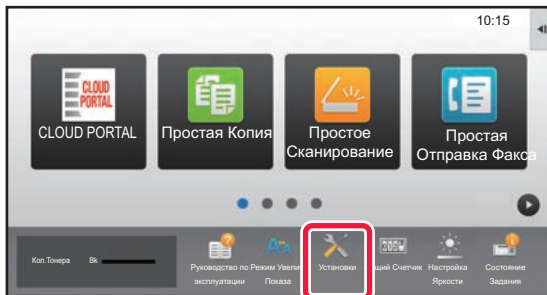 10:15
CLOUD
PORTAL
CLOUD PORTAL
Простая Копия
Простое
Сканирование
Простая
Отправка Факса
Кол.Тонера Bk
Руководство по
эксплуатации
Режим Увели
Показа
Установки
щий Счетчик
Настройка
Яркости
Состояние
Задания